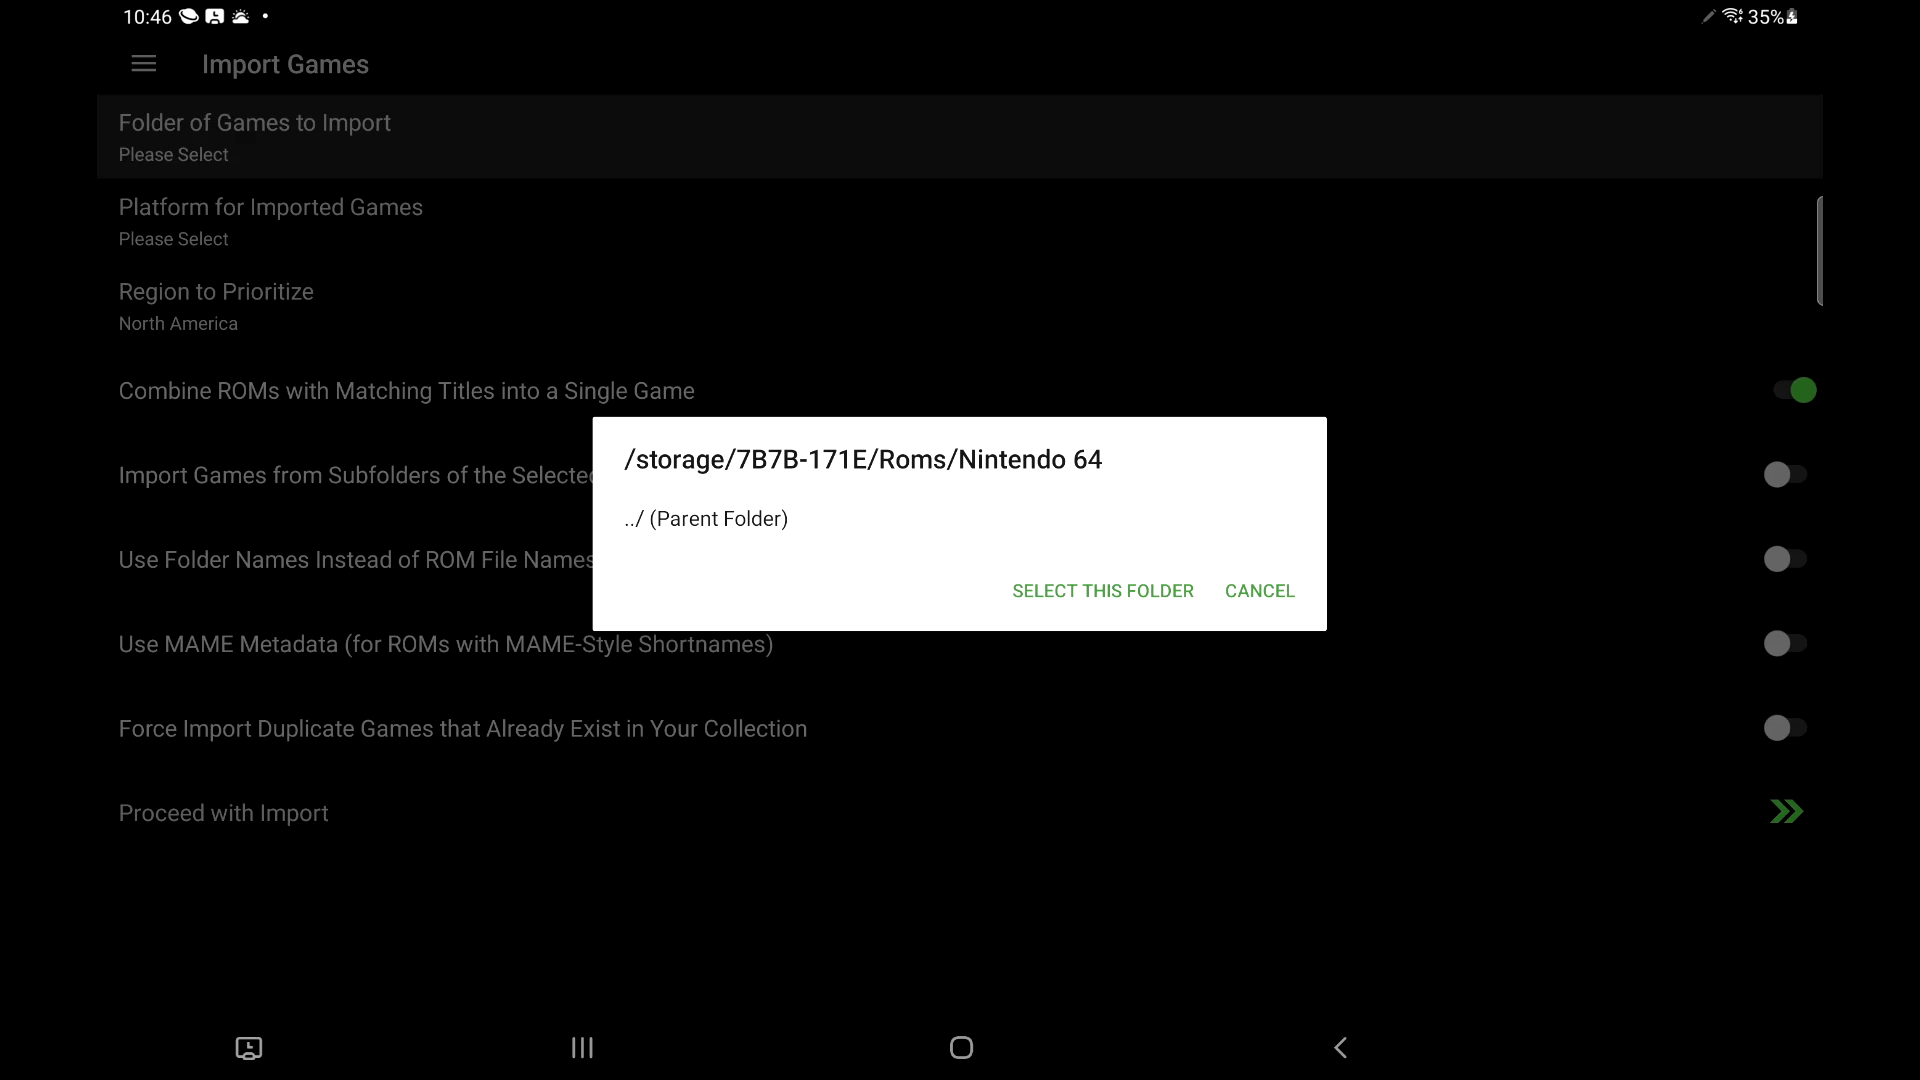 10:46
35%
Import Games
Folder of Games to Import
Please Select
Platform for Imported Games
Please Select
Region to Prioritize
North America
Combine ROMs with Matching Titles into a Single Game
Import Games from Subfolders of the Selected
Use Folder Names Instead of ROM File Names
Use MAME Metadata (for ROMs with MAME-Style Shortnames)
Force Import Duplicate Games that Already Exist in Your Collection
Proceed with Import
/storage/7B7B-171E/Roms/Nintendo 64
../ (Parent Folder)
SELECT THIS FOLDER CANCEL